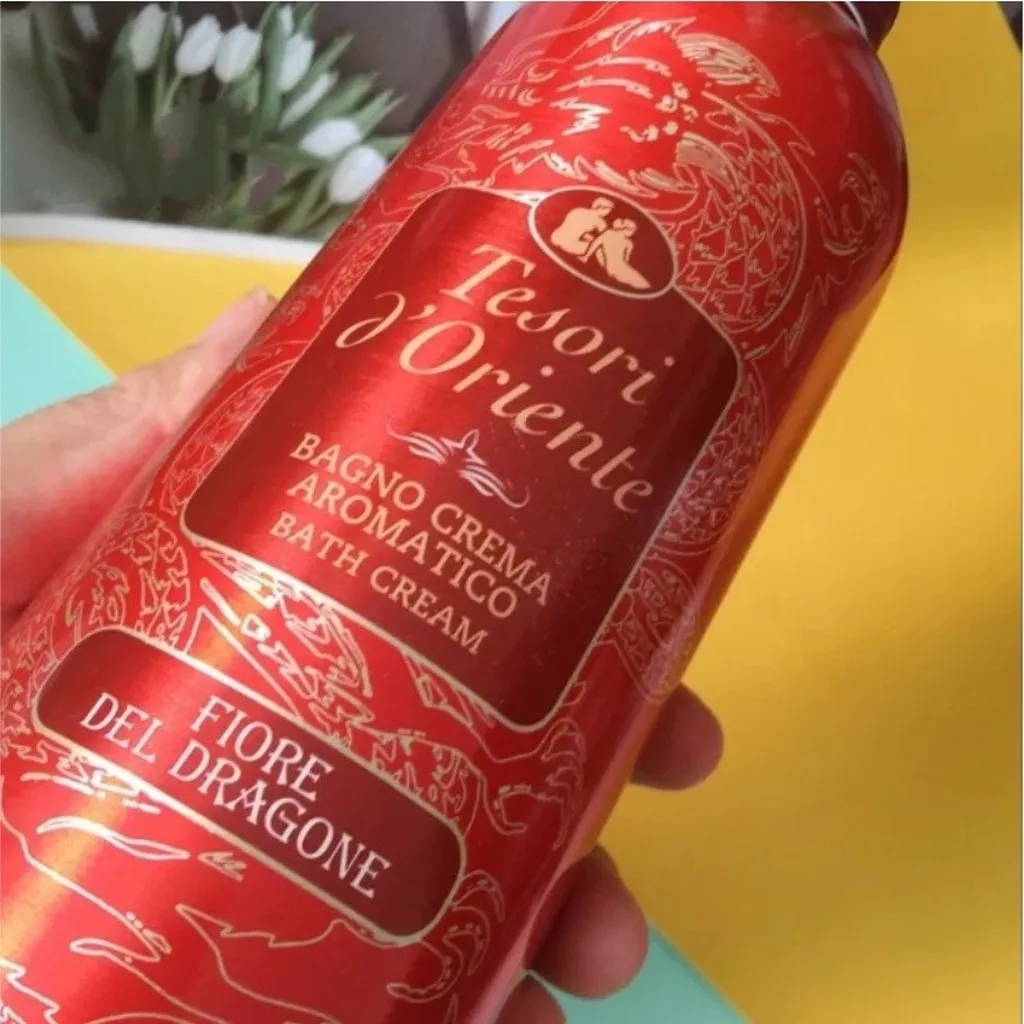 Tesori
d'Oriente
BAGNO CREMA
AROMATICO
BATH CREAM
FIORE
DEL DRAGONE